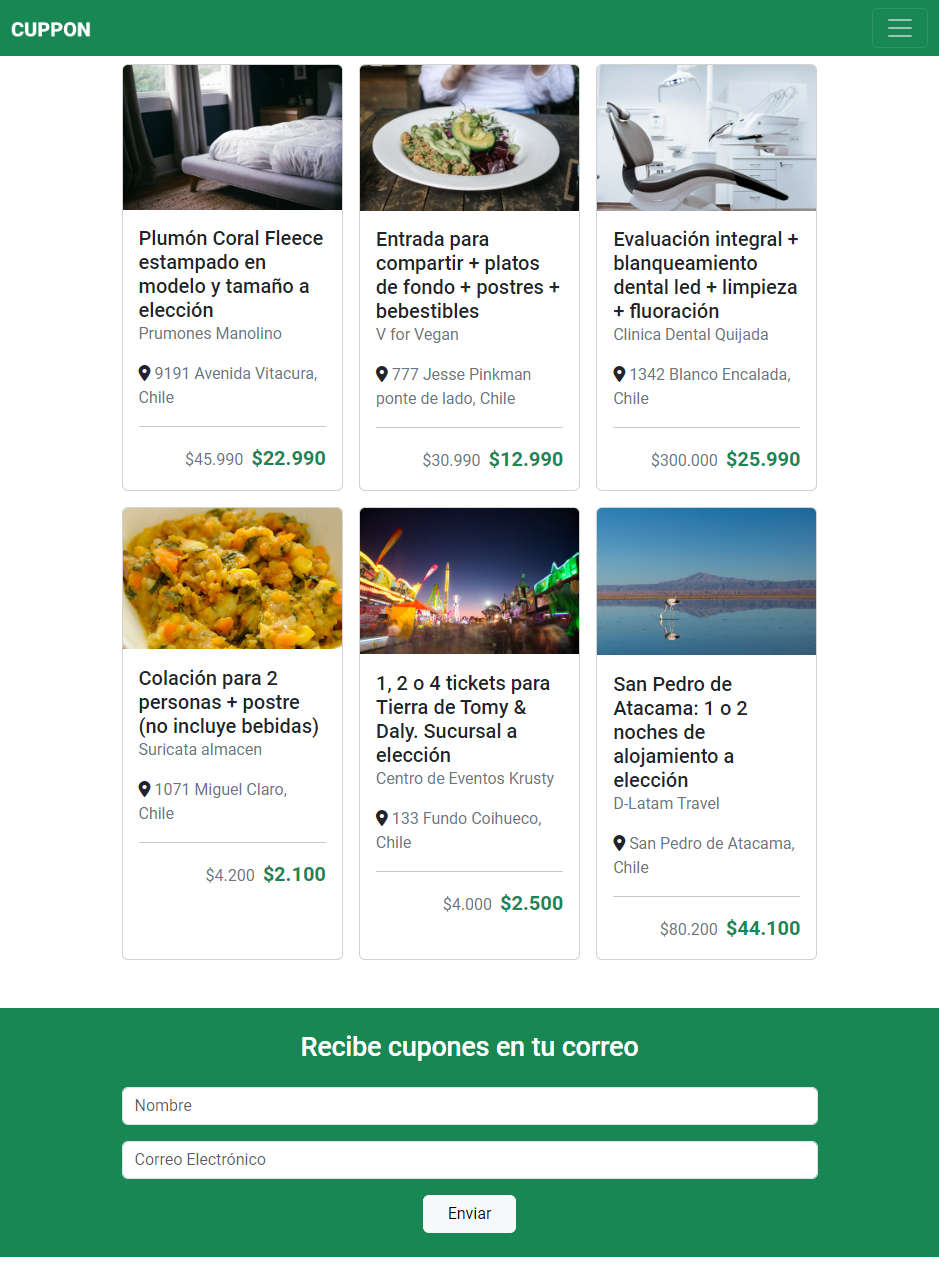 CUPPON
Plumón Coral Fleece
estampado en
modelo y tamaño a
elección
Prumones Manolino
9191 Avenida Vitacura,
Chile
$45.990 $22.990
Entrada para
compartir + platos
de fondo + postres +
bebestibles
V for Vegan
777 Jesse Pinkman
ponte de lado, Chile
$30.990 $12.990
Evaluación integral +
blanqueamiento
dental led + limpieza
+ fluoración
Clinica Dental Quijada
1342 Blanco Encalada,
Chile
$300.000 $25.990
Colación para 2
personas + postre
(no incluye bebidas)
Suricata almacen
1071 Miguel Claro,
Chile
$4.200 $2.100
1, 2 o 4 tickets para
Tierra de Tomy &
Daly. Sucursal a
elección
Centro de Eventos Krusty
133 Fundo Coihueco,
Chile
$4.000 $2.500
San Pedro de
Atacama: 1 o 2
noches de
alojamiento a
elección
D-Latam Travel
San Pedro de Atacama,
Chile
$80.200 $44.100
Recibe cupones en tu correo
Nombre
Correo Electrónico
Enviar